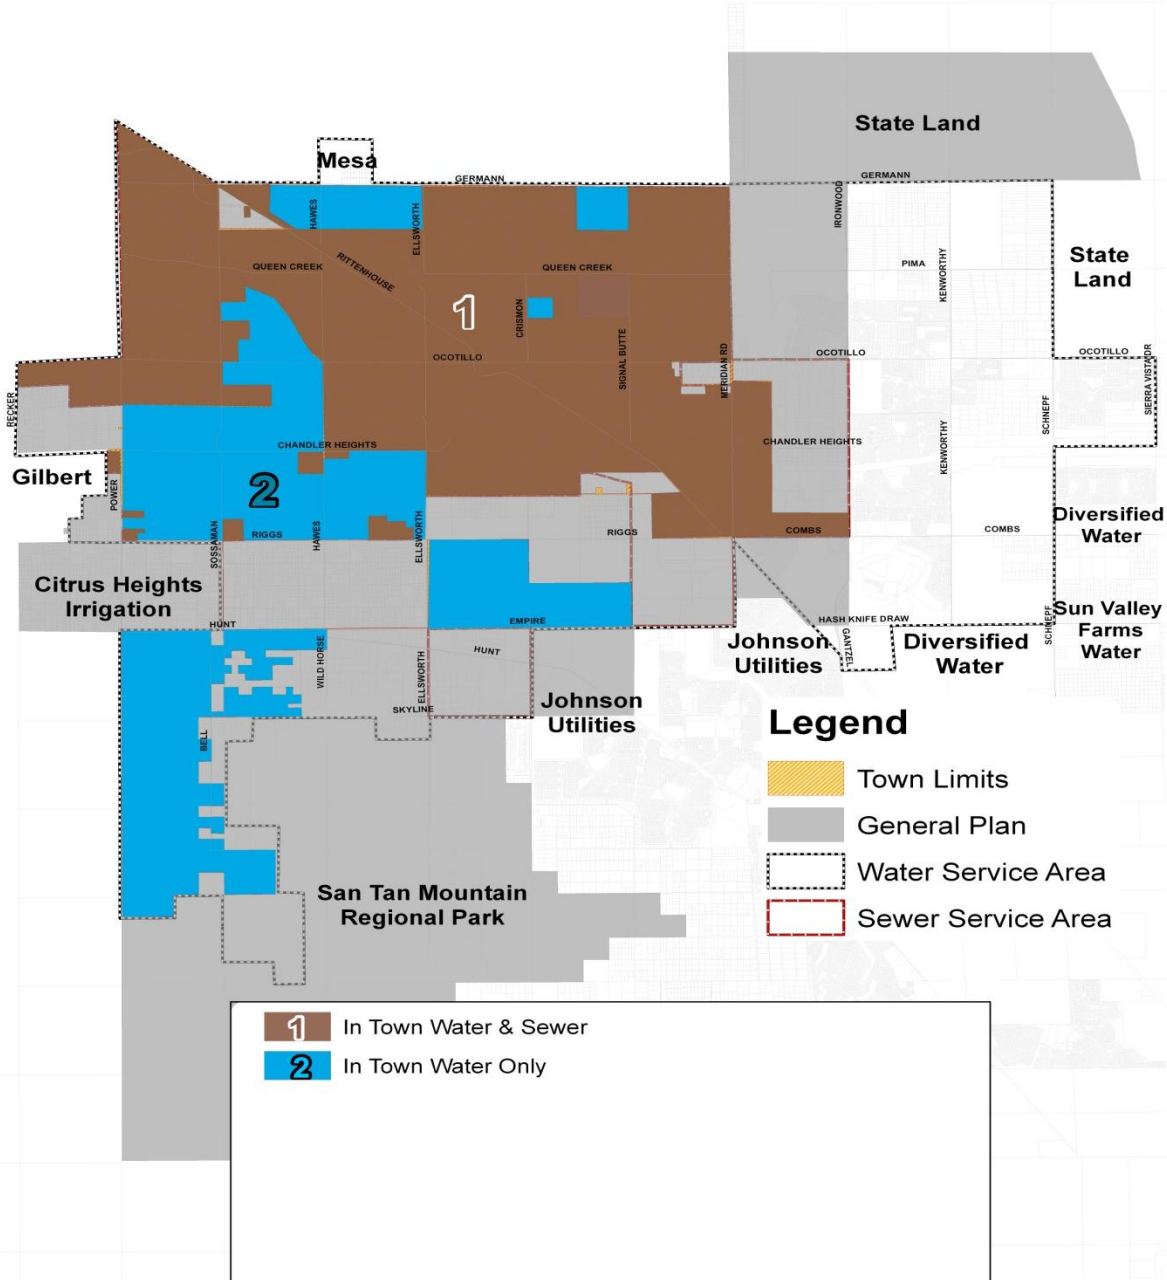 State Land
Mesa
GERMANN
GERMANN
HAWES
ELLSWORTH
IRONWOOD
State
Land
QUEEN CREEK
RITTENHOUSE
QUEEN CREEK
PIMA
KENWORTHY
1
CRISMON
SIGNAL BUTTE
OCOTILLO
MERIDIAN RD
OCOTILLO
OCOTILLO
SIERRA VISTA DR
RECKER
SCHNEPF
CHANDLER HEIGHTS
CHANDLER HEIGHTS
KENWORTHY
Gilbert
POWER
2
SOSSAMAN
RIGGS
HAWES
ELLSWORTH
RIGGS
COMBS
COMBS
Diversified
Water
Citrus Heights
Irrigation
HUNT
EMPIRE
HASH KNIFE DRAW
SCHNEPF
Sun Valley
Farms
Water
WILD HORSE
HUNT
ELLSWORTH
Johnson
Utilities
GANTZEL
Diversified
Water
SKYLINE
Johnson
Utilities
BELL
San Tan Mountain
Regional Park
Legend
Town Limits
General Plan
Water Service Area
Sewer Service Area
1 In Town Water & Sewer
2 In Town Water Only